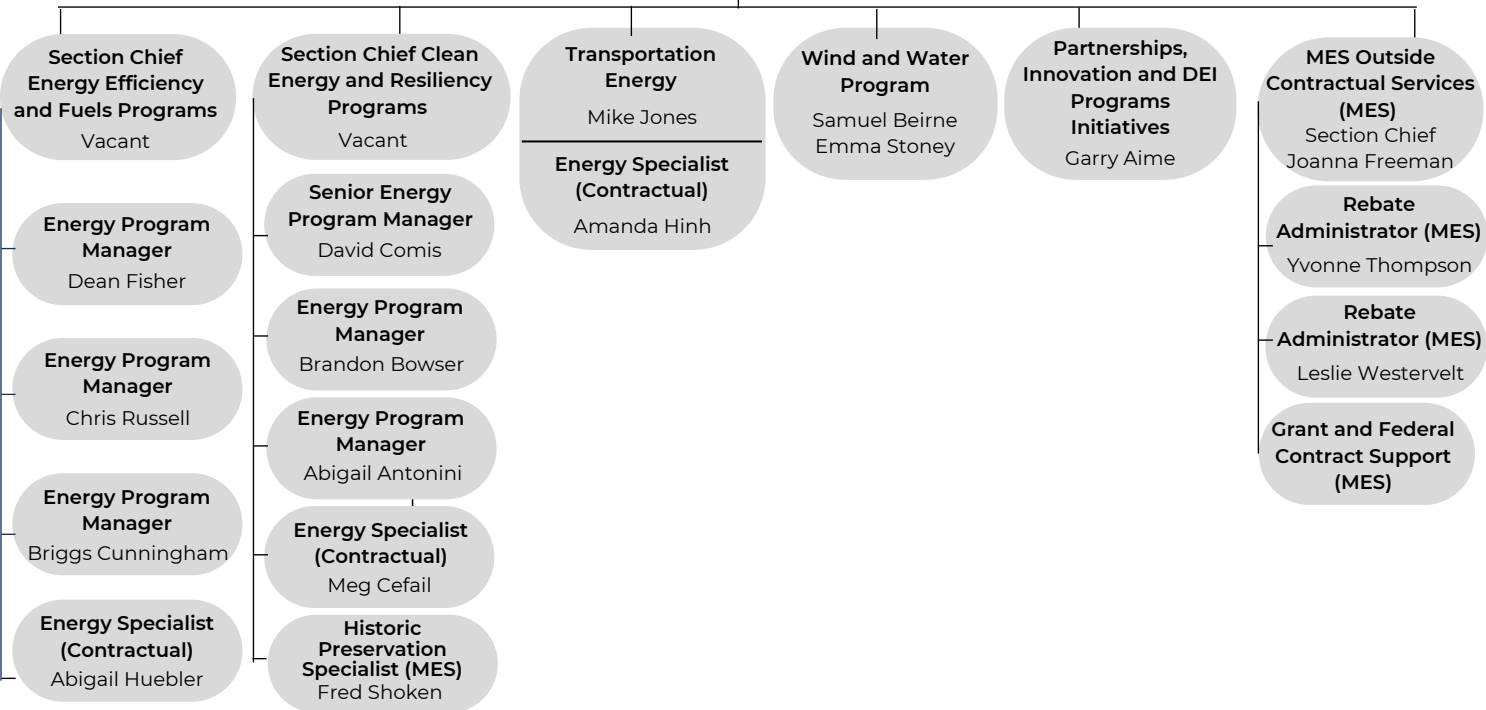 Section Chief
Energy Efficiency
and Fuels Programs
Vacant
Energy Program
Manager
Dean Fisher
Energy Program
Manager
Chris Russell
Energy Program
Manager
Briggs Cunningham
Energy Specialist
(Contractual)
Abigail Huebler
Section Chief Clean
Energy and Resiliency
Programs
Vacant
Senior Energy
Program Manager
David Comis
Energy Program
Manager
Brandon Bowser
Energy Program
Manager
Abigail Antonini
Energy Specialist
(Contractual)
Meg Cefail
Historic
Preservation
Specialist (MES)
Fred Shoken
Transportation
Energy
Mike Jones
Energy Specialist
(Contractual)
Amanda Hinh
Wind and Water
Program
Samuel Beirne
Emma Stoney
Partnerships,
Innovation and DEI
Programs
Initiatives
Garry Aime
MES Outside
Contractual Services
(MES)
Section Chief
Joanna Freeman
Rebate
Administrator (MES)
Yvonne Thompson
Rebate
Administrator (MES)
Leslie Westervelt
Grant and Federal
Contract Support
(MES)